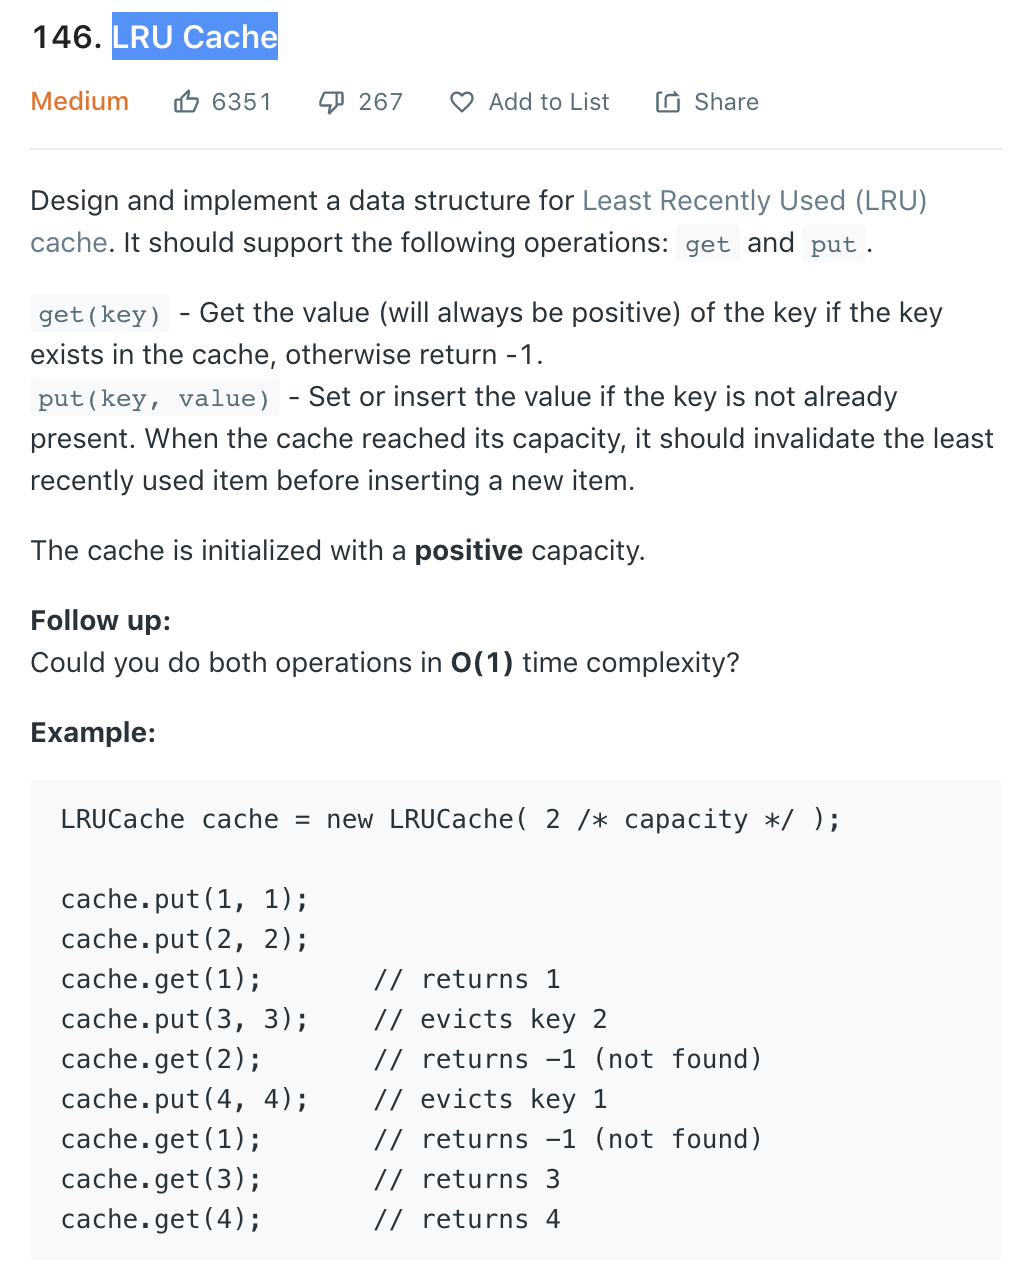 146. LRU Cache
Medium 6351 267 Add to List Share
Design and implement a data structure for Least Recently Used (LRU)
cache. It should support the following operations: get and put.
get(key) - Get the value (will always be positive) of the key if the key
exists in the cache, otherwise return -1.
put(key, value) - Set or insert the value if the key is not already
present. When the cache reached its capacity, it should invalidate the least
recently used item before inserting a new item.
The cache is initialized with a positive capacity.
Follow up:
Could you do both operations in O(1) time complexity?
Example:
LRUCache cache = new LRUCache( 2 /* capacity */ );
cache.put(1, 1);
cache.put(2, 2);
cache.get(1);       // returns 1
cache.put(3, 3);    // evicts key 2
cache.get(2);       // returns -1 (not found)
cache.put(4, 4);    // evicts key 1
cache.get(1);       // returns -1 (not found)
cache.get(3);       // returns 3
cache.get(4);       // returns 4